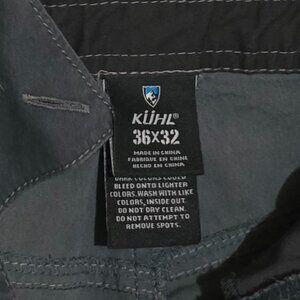 KÜHL®
36X32
MADE IN CHINA
FABRIQUE EN CHINE
HECHO EN CHINA
DARK COLORS COULD
BLEED ONTO LIGHTER
COLORS. WASH WITH LIKE
COLORS, INSIDE OUT.
DO NOT DRY CLEAN.
DO NOT ATTEMPT TO
REMOVE SPOTS.